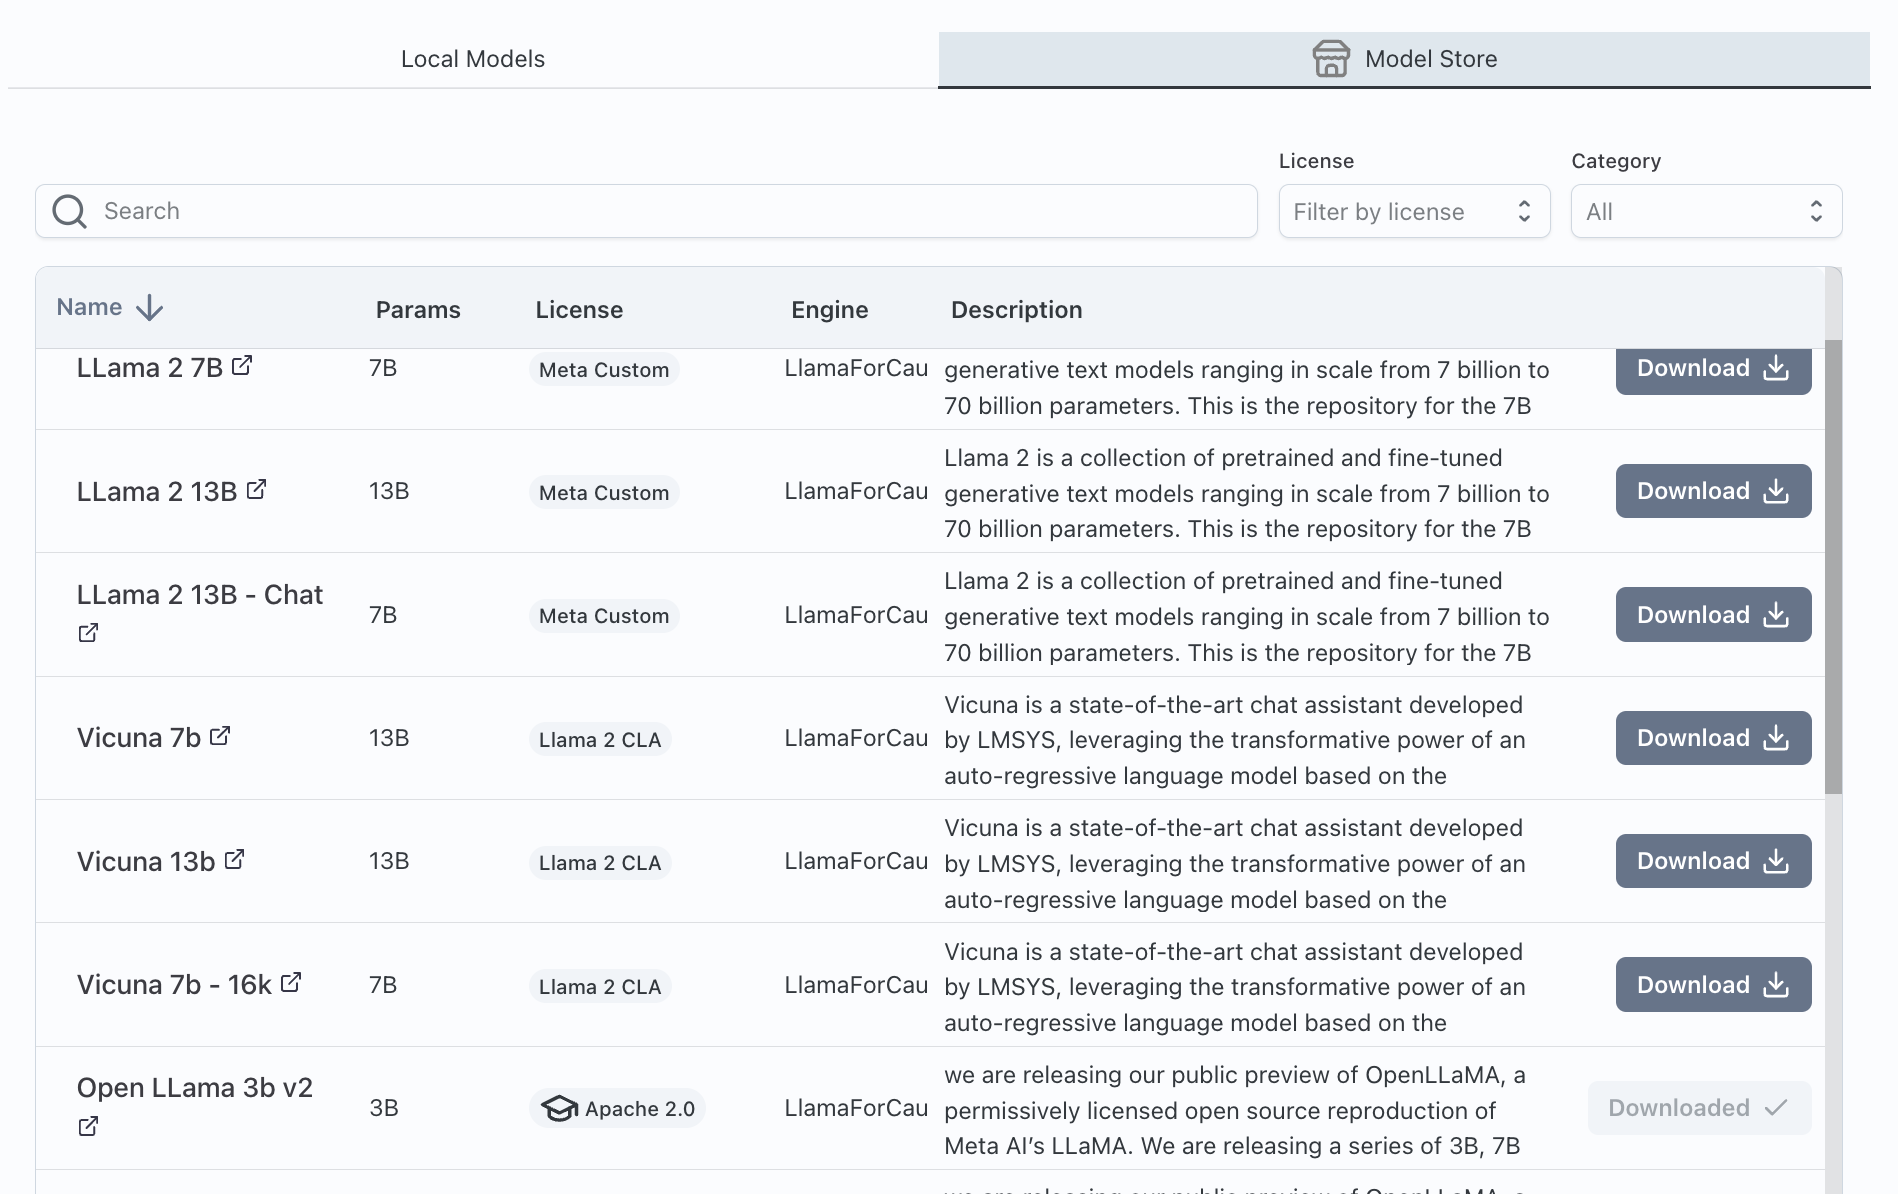 Local Models
Model Store
License
Category
Search
Filter by license
All
Name
Params
License
Engine
Description
LLama 2 7B
7B
Meta Custom
LlamaForCau
generative text models ranging in scale from 7 billion to
70 billion parameters. This is the repository for the 7B
Download
LLama 2 13B
13B
Meta Custom
LlamaForCau
Llama 2 is a collection of pretrained and fine-tuned
generative text models ranging in scale from 7 billion to
70 billion parameters. This is the repository for the 7B
Download
LLama 2 13B - Chat
7B
Meta Custom
LlamaForCau
Llama 2 is a collection of pretrained and fine-tuned
generative text models ranging in scale from 7 billion to
70 billion parameters. This is the repository for the 7B
Download
Vicuna 7b
13B
Llama 2 CLA
LlamaForCau
Vicuna is a state-of-the-art chat assistant developed
by LMSYS, leveraging the transformative power of an
auto-regressive language model based on the
Download
Vicuna 13b
13B
Llama 2 CLA
LlamaForCau
Vicuna is a state-of-the-art chat assistant developed
by LMSYS, leveraging the transformative power of an
auto-regressive language model based on the
Download
Vicuna 7b - 16k
7B
Llama 2 CLA
LlamaForCau
Vicuna is a state-of-the-art chat assistant developed
by LMSYS, leveraging the transformative power of an
auto-regressive language model based on the
Download
Open LLama 3b v2
3B
Apache 2.0
LlamaForCau
we are releasing our public preview of OpenLLaMA, a
permissively licensed open source reproduction of
Meta AI’s LLaMA. We are releasing a series of 3B, 7B
Downloaded